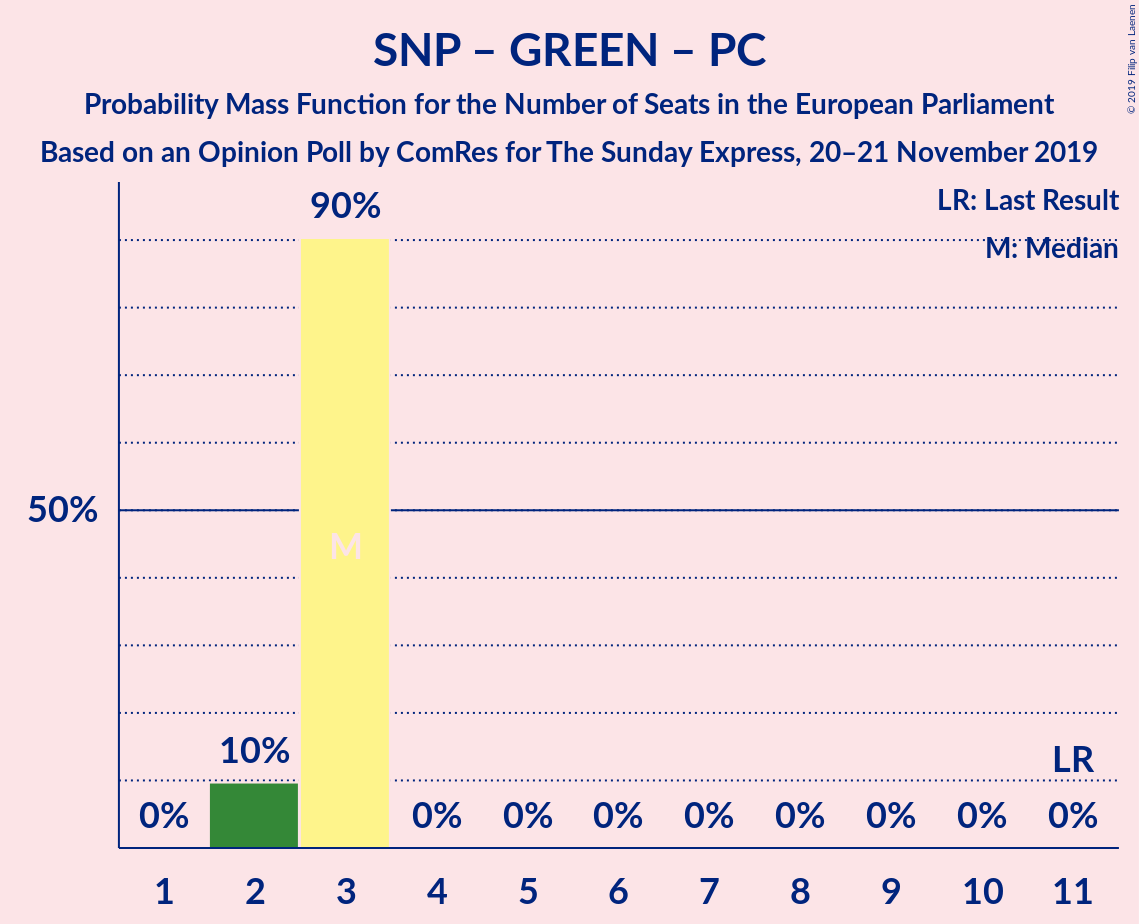 SNP – GREEN – PC
Probability Mass Function for the Number of Seats in the European Parliament
Based on an Opinion Poll by ComRes for The Sunday Express, 20–21 November 2019
© 2019 Filip van Laenen
LR: Last Result
M: Median
90%
50%
M
10%
LR
0% 0% 0% 0% 0% 0% 0% 0% 0%
1 2 3 4 5 6 7 8 9 10 11